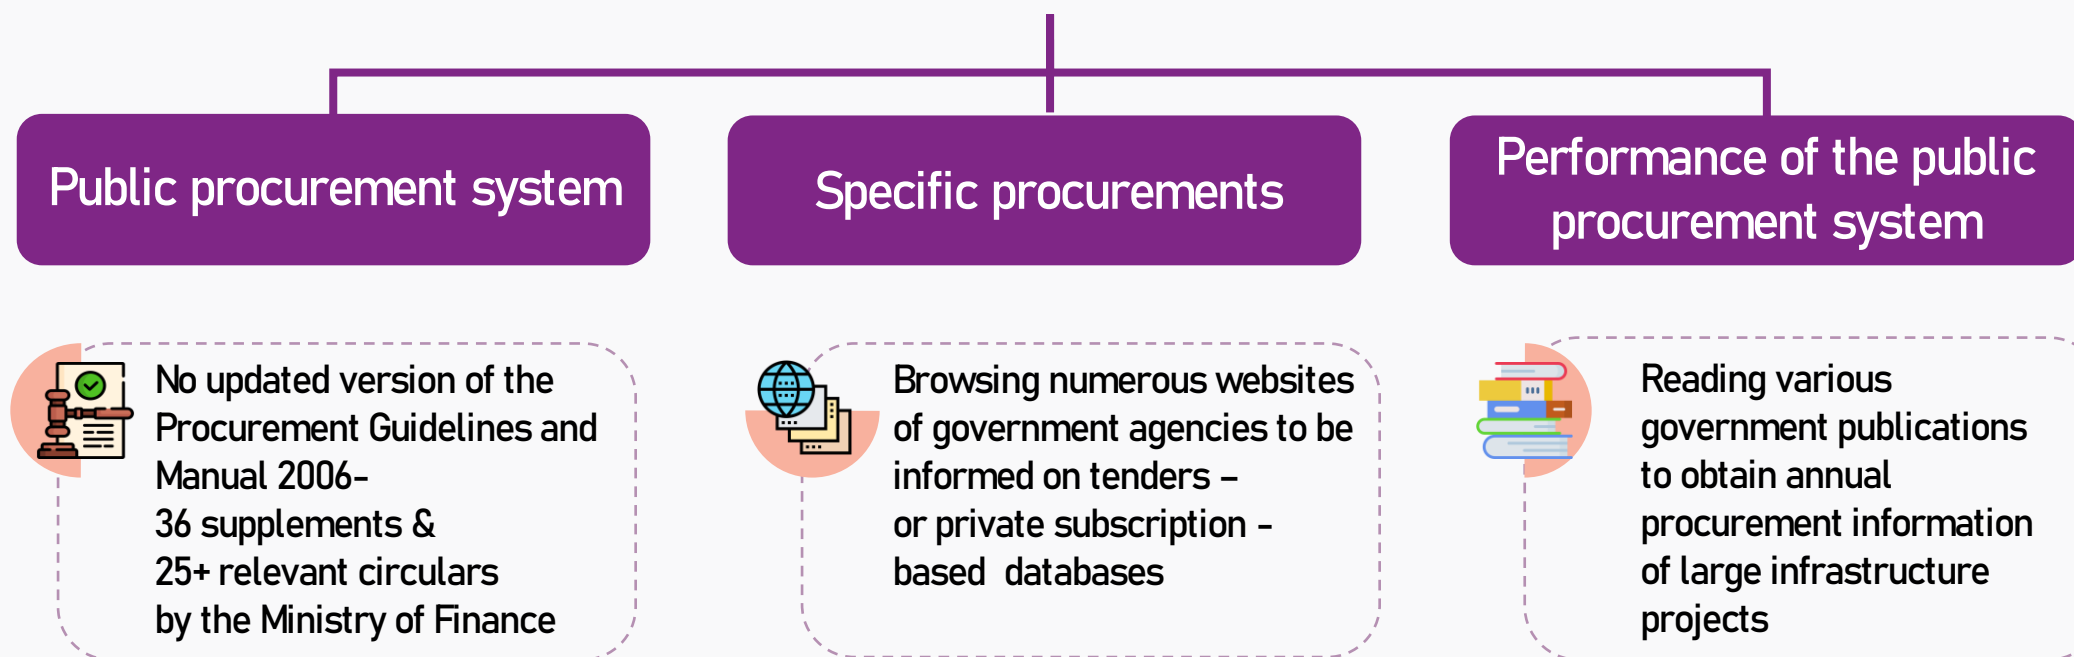 Public procurement system
Specific procurements
Performance of the public
procurement system
No updated version of the
Procurement Guidelines and
Manual 2006-
36 supplements &
25+ relevant circulars
by the Ministry of Finance
Browsing numerous websites
of government agencies to be
informed on tenders –
or private subscription -
based  databases
Reading various
government publications
to obtain annual
procurement information
of large infrastructure
projects